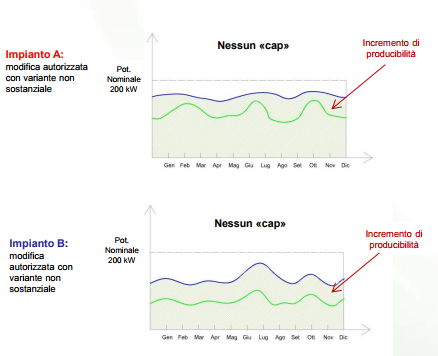 Nessun «cap»
Incremento di
producibilità
Impianto A:
modifica autorizzata
con variante non
sostanziale
Pot.
Nominale
200 kW
Gen Feb Mar Apr Mag Giu Lug Ago Set Ott Nov Dic
Nessun «cap»
Incremento di
producibilità
Impianto B:
modifica
autorizzata con
variante non
sostanziale
Pot.
Nominale
200 kW
Gen Feb Mar Apr Mag Giu Lug Ago Set Ott Nov Dic